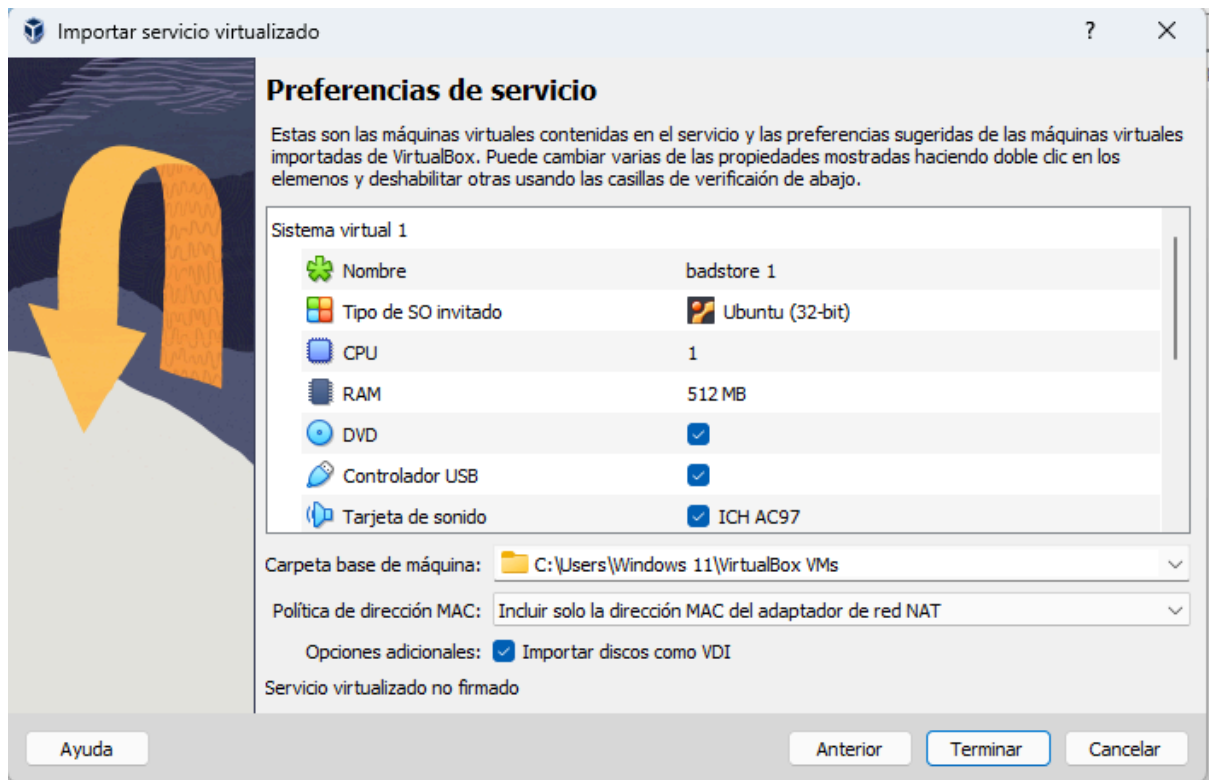 Importar servicio virtualizado
Preferencias de servicio
Estas son las máquinas virtuales contenidas en el servicio y las preferencias sugeridas de las máquinas virtuales
importadas de VirtualBox. Puede cambiar varias de las propiedades mostradas haciendo doble clic en los
elemenos y deshabilitar otras usando las casillas de verificaión de abajo.
Sistema virtual 1
Nombre badstore 1
Tipo de SO invitado Ubuntu (32-bit)
CPU 1
RAM 512 MB
DVD
Controlador USB
Tarjeta de sonido ICH AC97
Carpeta base de máquina: C:\Users\Windows 11\VirtualBox VMs
Política de dirección MAC: Incluir solo la dirección MAC del adaptador de red NAT
Opciones adicionales: Importar discos como VDI
Servicio virtualizado no firmado
Ayuda Anterior Terminar Cancelar